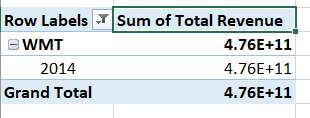 Row Labels Sum of Total Revenue
WMT 4.76E+11
2014 4.76E+11
Grand Total 4.76E+11